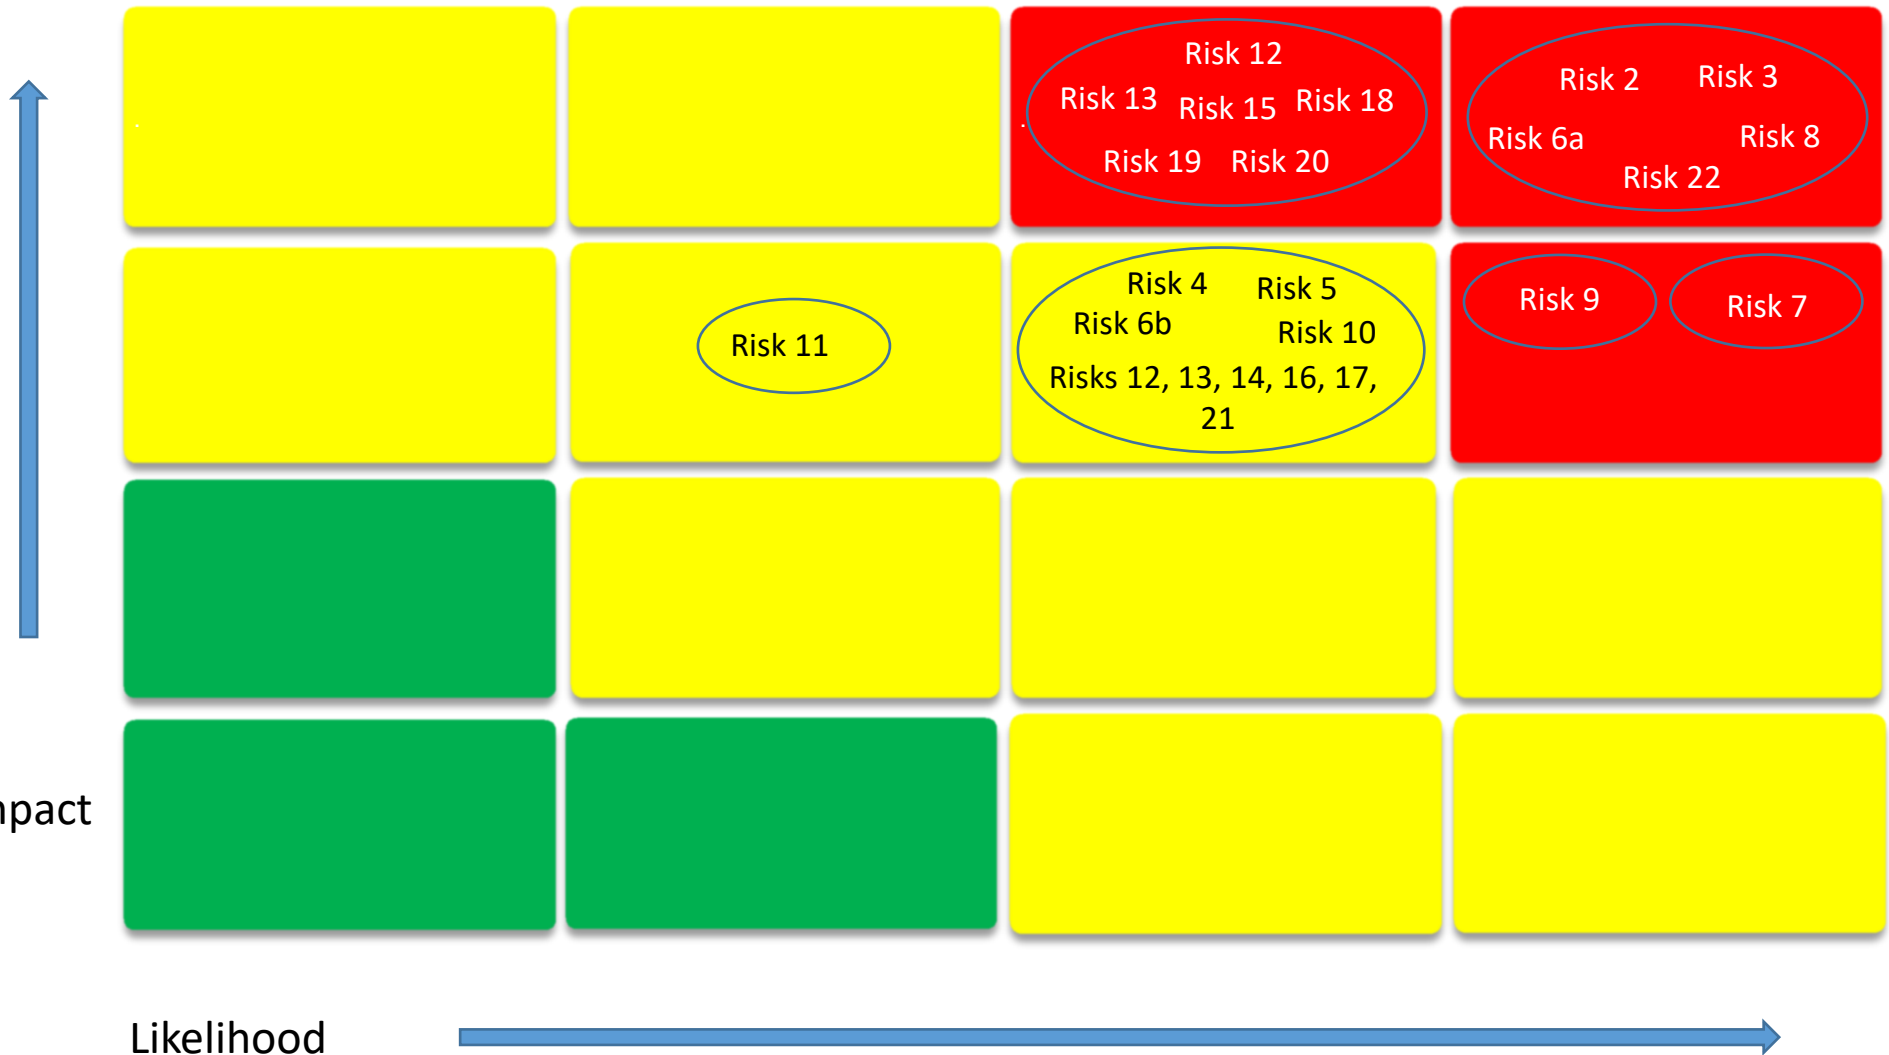 Risk 12
Risk 13 Risk 15 Risk 18
Risk 19 Risk 20
Risk 2 Risk 3
Risk 6a Risk 8
Risk 22
Risk 11
Risk 4 Risk 5
Risk 6b Risk 10
Risks 12, 13, 14, 16, 17,
21
Risk 9 Risk 7
mpact
Likelihood